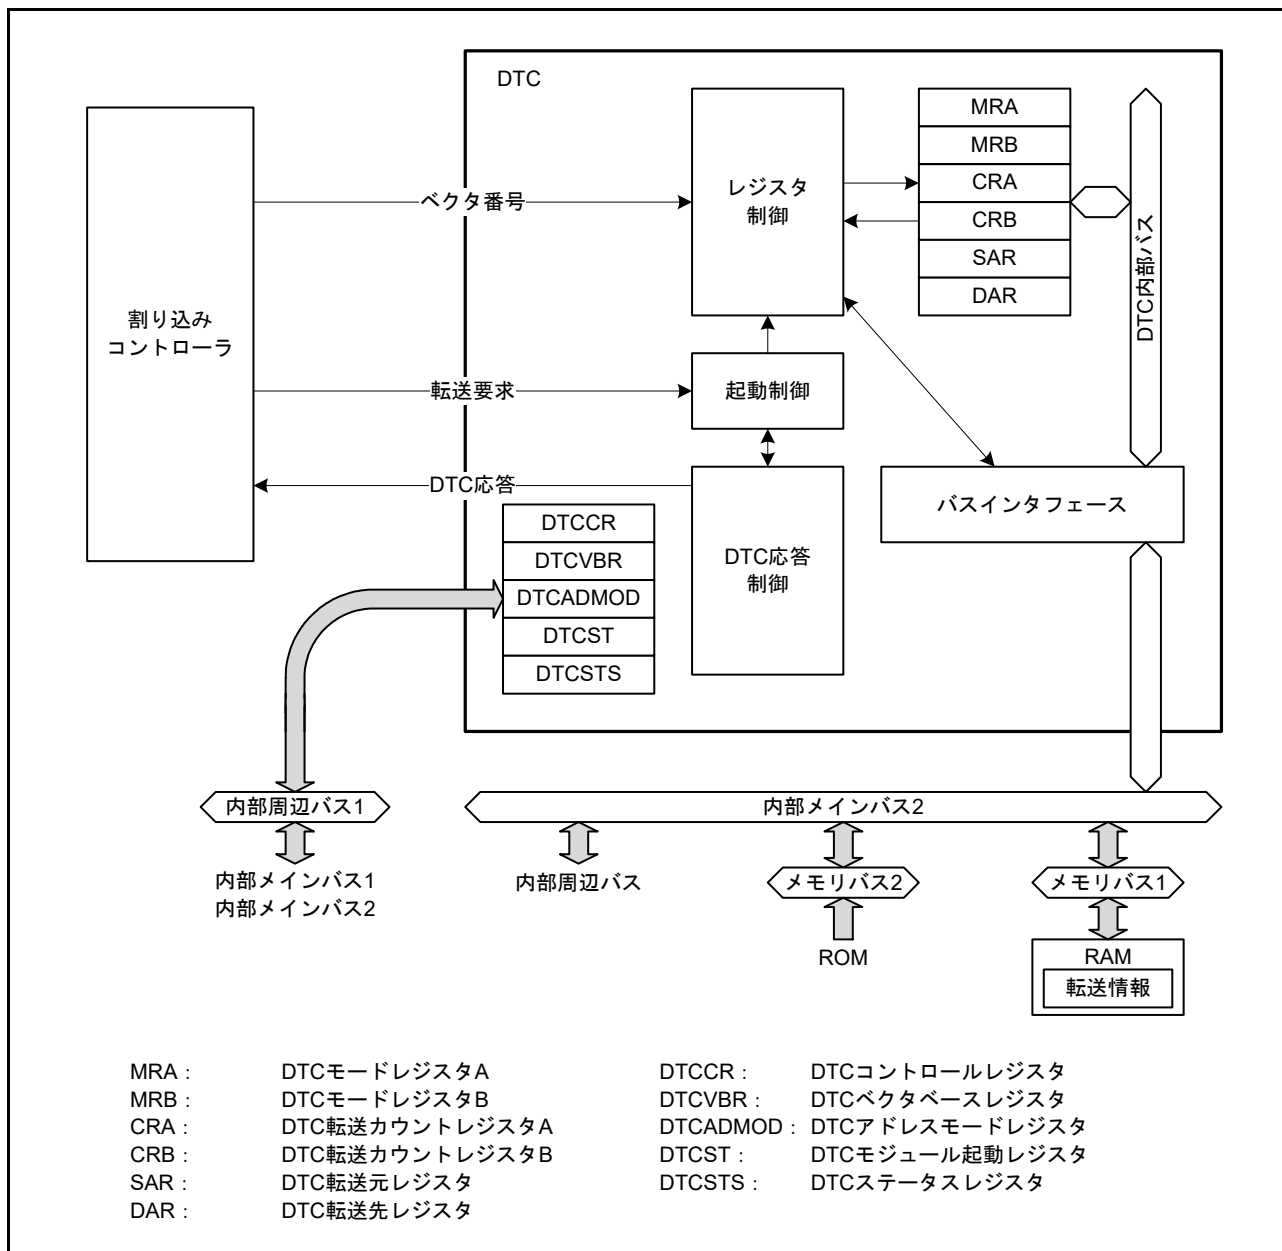 DTC
割り込み
コントローラ
ベクタ番号
転送要求
DTC応答
レジスタ
制御
起動制御
DTC応答
制御
MRA
MRB
CRA
CRB
SAR
DAR
DTC内部バス
バスインタフェース
DTCCR
DTCVBR
DTCADMOD
DTCST
DTCSTS
内部周辺バス1
内部メインバス1
内部メインバス2
内部メインバス2
内部周辺バス
メモリバス2
ROM
メモリバス1
RAM
転送情報
MRA： DTCモードレジスタA
MRB： DTCモードレジスタB
CRA： DTC転送カウントレジスタA
CRB： DTC転送カウントレジスタB
SAR： DTC転送元レジスタ
DAR： DTC転送先レジスタ
DTCCR： DTCコントロールレジスタ
DTCVBR： DTCベクタベースレジスタ
DTCADMOD： DTCアドレスモードレジスタ
DTCST： DTCモジュール起動レジスタ
DTCSTS： DTCステータスレジスタ